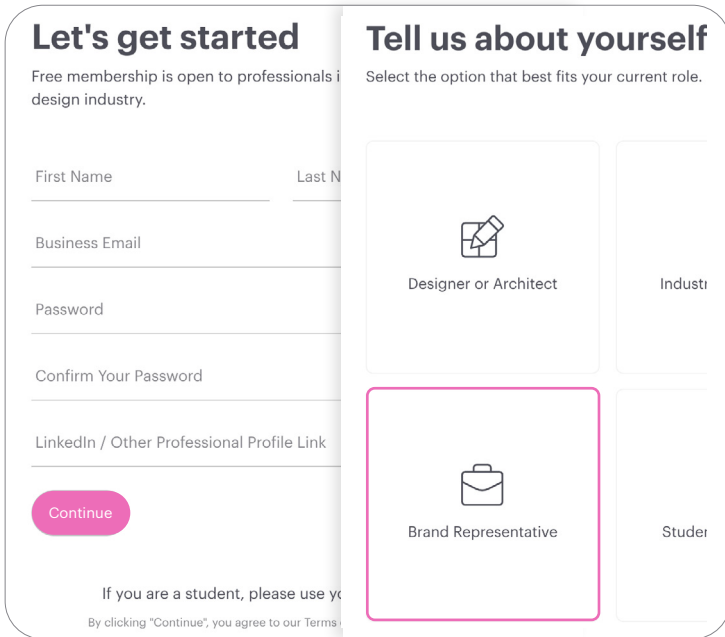 Let's get started
Free membership is open to professionals i
design industry.
First Name
Last N
Business Email
Password
Confirm Your Password
LinkedIn / Other Professional Profile Link
Continue
If you are a student, please use yo
By clicking "Continue", you agree to our Terms
Tell us about yourself
Select the option that best fits your current role.
Designer or Architect
Industr
Brand Representative
Studen